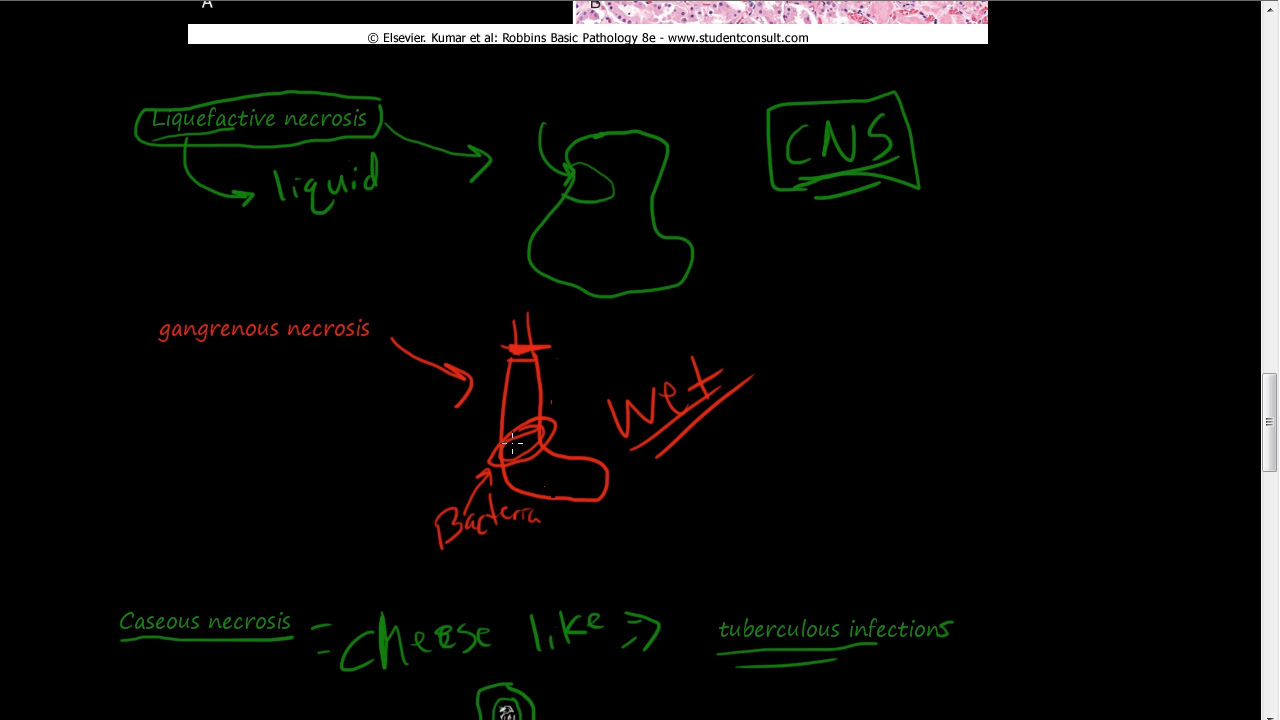 A
B
© Elsevier. Kumar et al: Robbins Basic Pathology 8e - www.studentconsult.com
Liquefactive necrosis
CNS
liquid
gangrenous necrosis
Wet
Bacteria
Caseous necrosis = cheese like => tuberculous infections